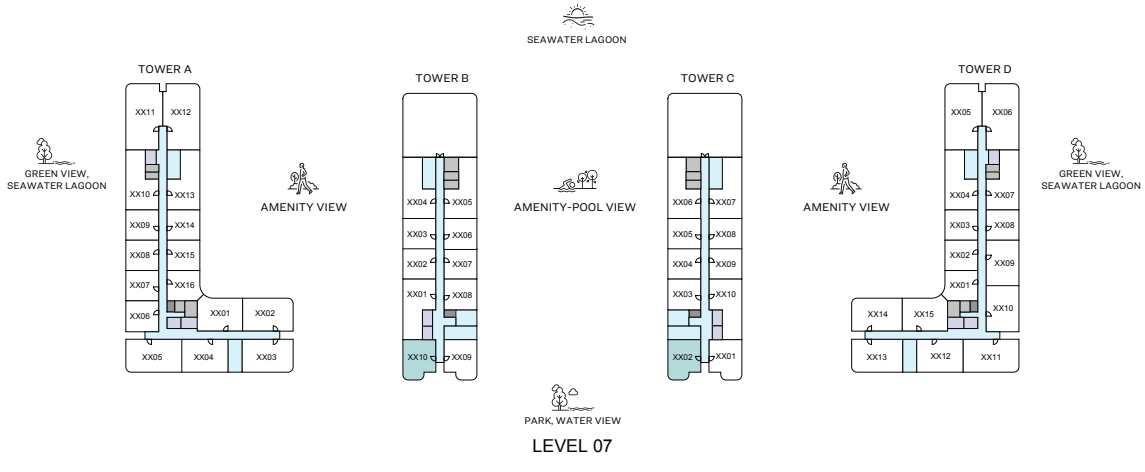 SEAWATER LAGOON
TOWER A
TOWER B
TOWER C
TOWER D
XX11
XX12
XX10
XX13
XX09
XX14
XX08
XX15
XX07
XX16
XX06
XX01
XX02
XX05
XX04
XX03
XX04
XX05
XX03
XX06
XX02
XX07
XX01
XX08
XX10
XX09
XX06
XX07
XX05
XX08
XX04
XX09
XX03
XX10
XX02
XX01
XX05
XX06
XX04
XX07
XX03
XX08
XX02
XX09
XX01
XX10
XX14
XX15
XX13
XX12
XX11
GREEN VIEW,
SEAWATER LAGOON
AMENITY VIEW
AMENITY-POOL VIEW
AMENITY VIEW
GREEN VIEW,
SEAWATER LAGOON
PARK, WATER VIEW
LEVEL 07